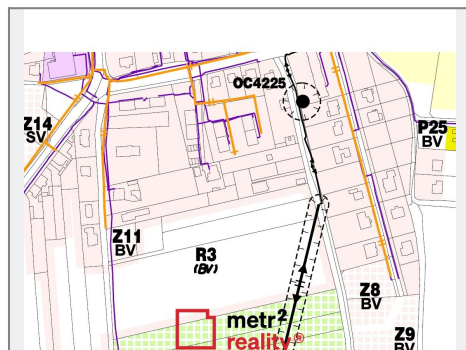 OC4225
Z14
SV
P25
BV
Z11
BV
R3
(BV)
Z8
BV
Z9
BV
metr²
reality®